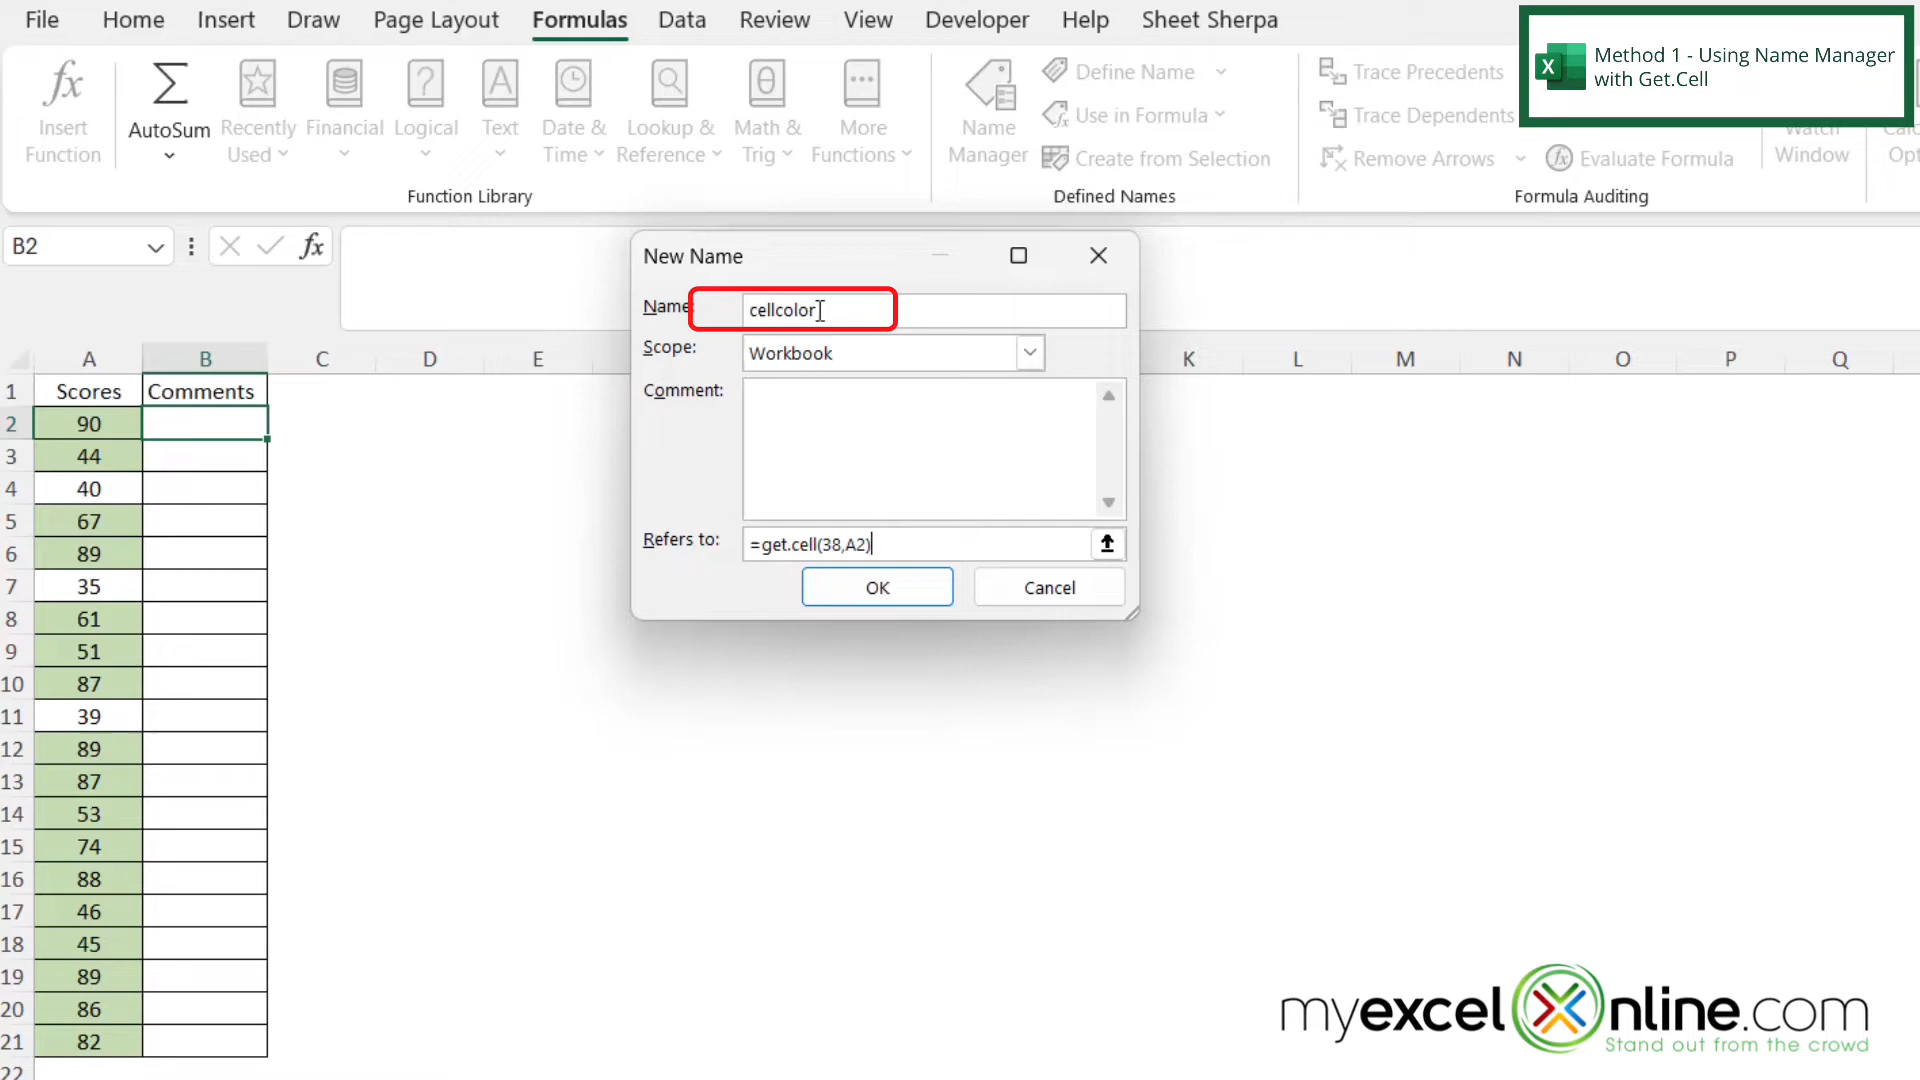 File Home Insert Draw Page Layout Formulas Data Review View Developer Help Sheet Sherpa
Method 1 - Using Name Manager
with Get.Cell
Insert
Function
AutoSum
Recently
Used
Financial
Logical
Text
Date &
Time
Lookup &
Reference
Math &
Trig
More
Functions
Function Library
Name
Manager
Define Name
Use in Formula
Create from Selection
Defined Names
Trace Precedents
Trace Dependents
Remove Arrows
Evaluate Formula
Formula Auditing
Watch
Window
B2
fx
New Name
Name:
cellcolor
Scope:
Workbook
Comment:
Refers to:
=get.cell(38,A2)
OK Cancel
A B C D E K L M N O P Q
1 Scores Comments
2 90
3 44
4 40
5 67
6 89
7 35
8 61
9 51
10 87
11 39
12 89
13 87
14 53
15 74
16 88
17 46
18 45
19 89
20 86
21 82
22
myexcelonline.com
Stand out from the crowd